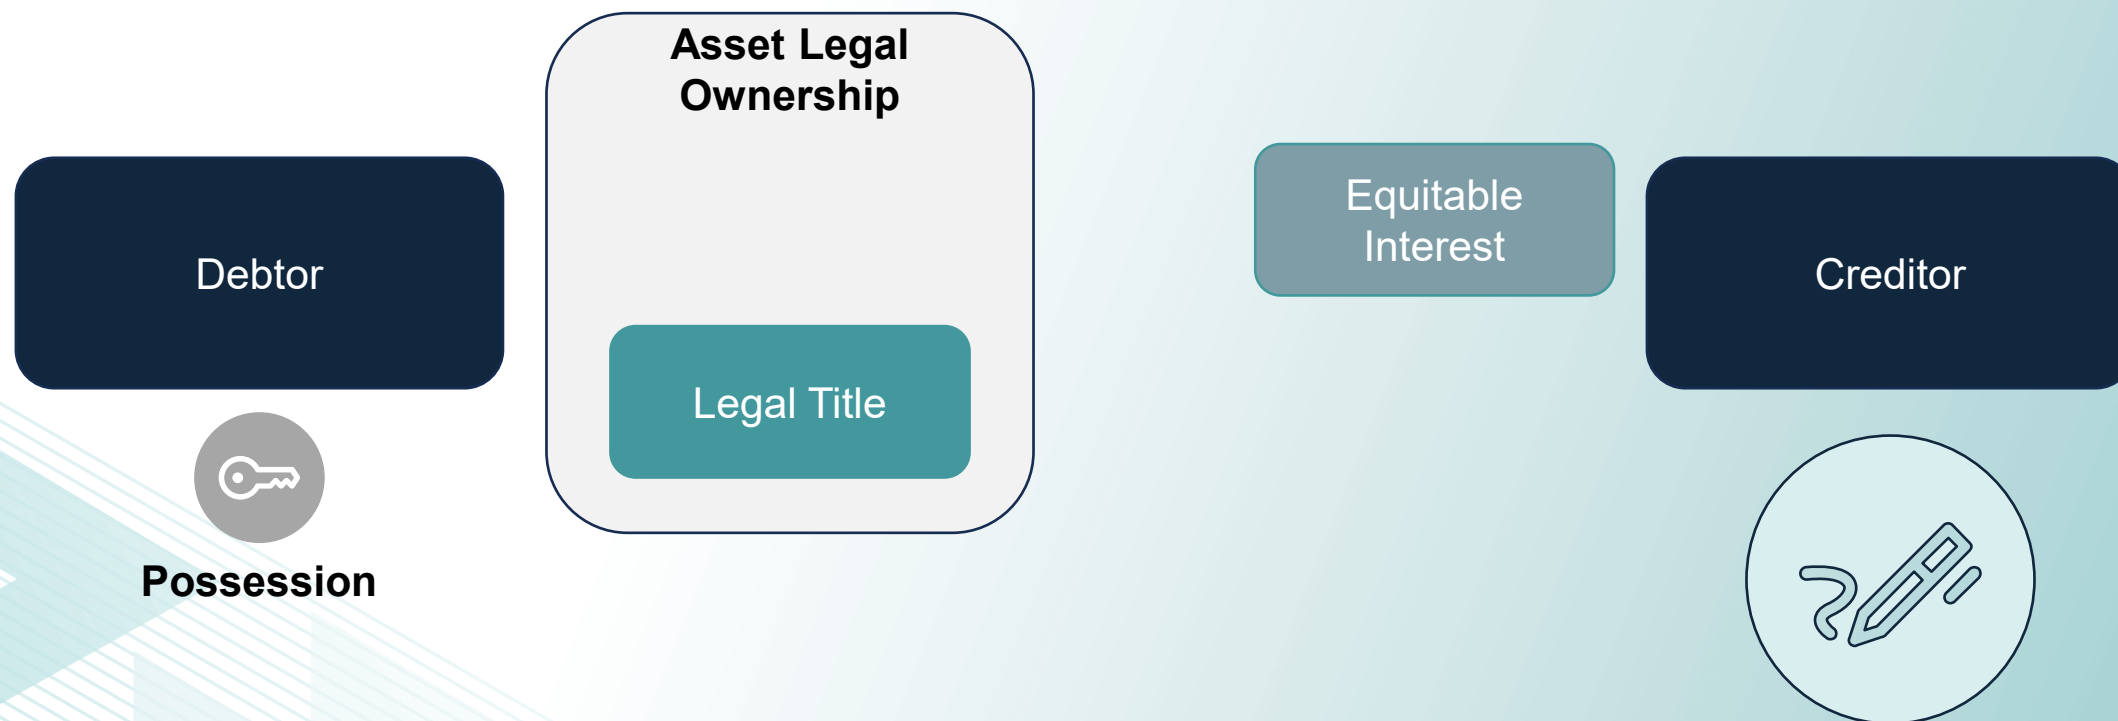 Asset Legal
Ownership
Debtor
Possession
Legal Title
Equitable
Interest
Creditor